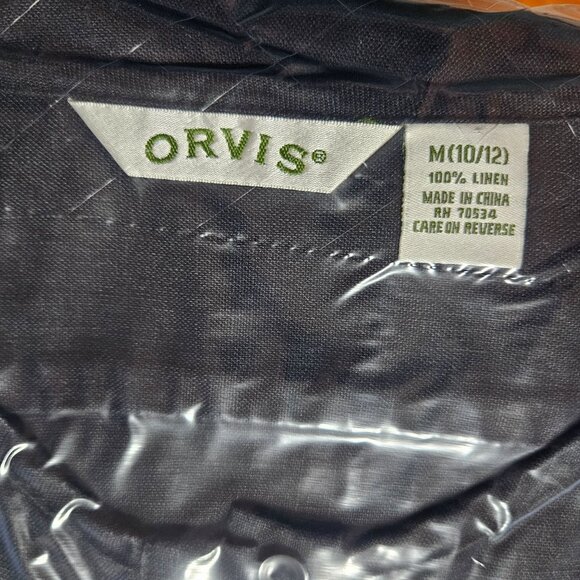 ORVIS®
M(10/12)
100% LINEN
MADE IN CHINA
RN 70534
CARE ON REVERSE